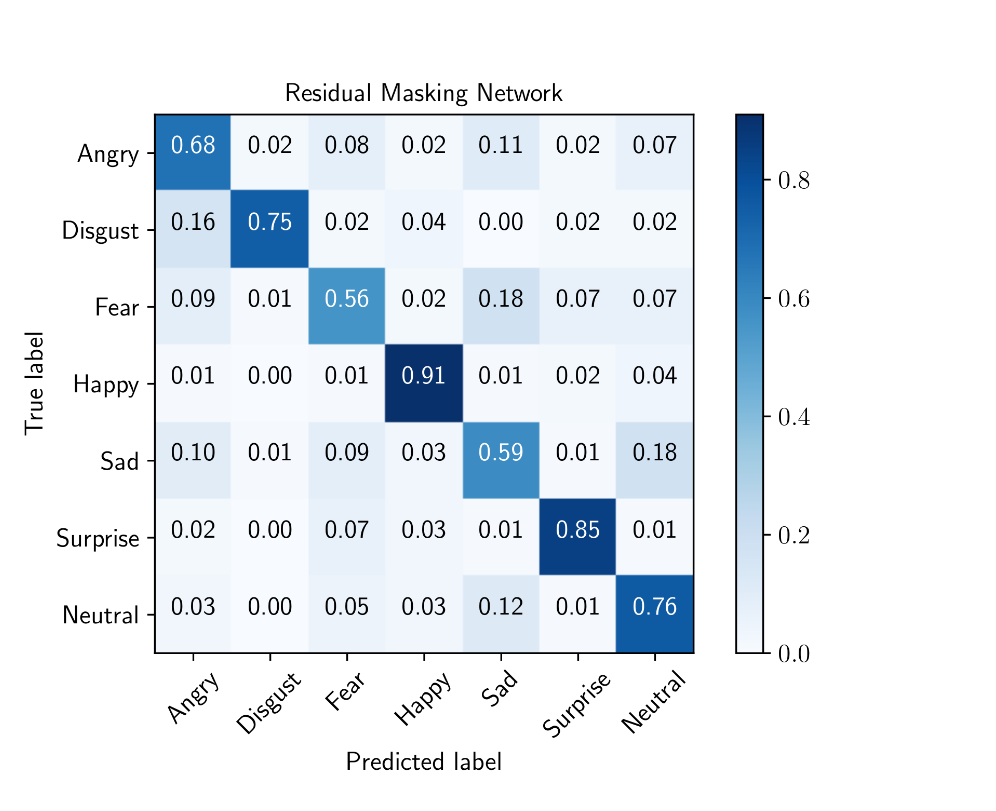 Residual Masking Network
Angry 0.68 0.02 0.08 0.02 0.11 0.02 0.07
Disgust 0.16 0.75 0.02 0.04 0.00 0.02 0.02
Fear 0.09 0.01 0.56 0.02 0.18 0.07 0.07
Happy 0.01 0.00 0.01 0.91 0.01 0.02 0.04
Sad 0.10 0.01 0.09 0.03 0.59 0.01 0.18
Surprise 0.02 0.00 0.07 0.03 0.01 0.85 0.01
Neutral 0.03 0.00 0.05 0.03 0.12 0.01 0.76
True label
Angry Disgust Fear Happy Sad Surprise Neutral
Predicted label
0.8
0.6
0.4
0.2
0.0